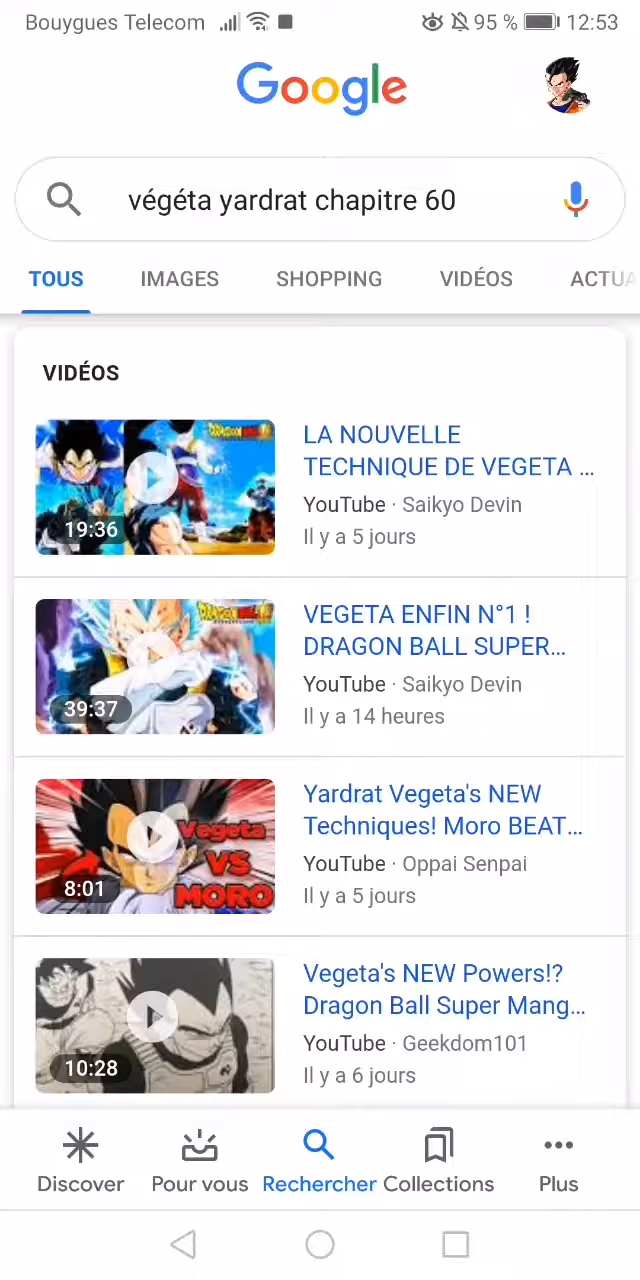 Bouygues Telecom 95 % 12:53
Google
végéta yardrat chapitre 60
TOUS IMAGES SHOPPING VIDÉOS ACTUA
VIDÉOS
LA NOUVELLE
TECHNIQUE DE VEGETA ...
YouTube · Saikyo Devin
Il y a 5 jours
19:36
VEGETA ENFIN N°1 !
DRAGON BALL SUPER...
YouTube · Saikyo Devin
Il y a 14 heures
39:37
Yardrat Vegeta's NEW
Techniques! Moro BEAT...
YouTube · Oppai Senpai
Il y a 5 jours
Vegeta
VS
MORO
8:01
Vegeta's NEW Powers!?
Dragon Ball Super Mang...
YouTube · Geekdom101
Il y a 6 jours
10:28
Discover Pour vous Rechercher Collections Plus